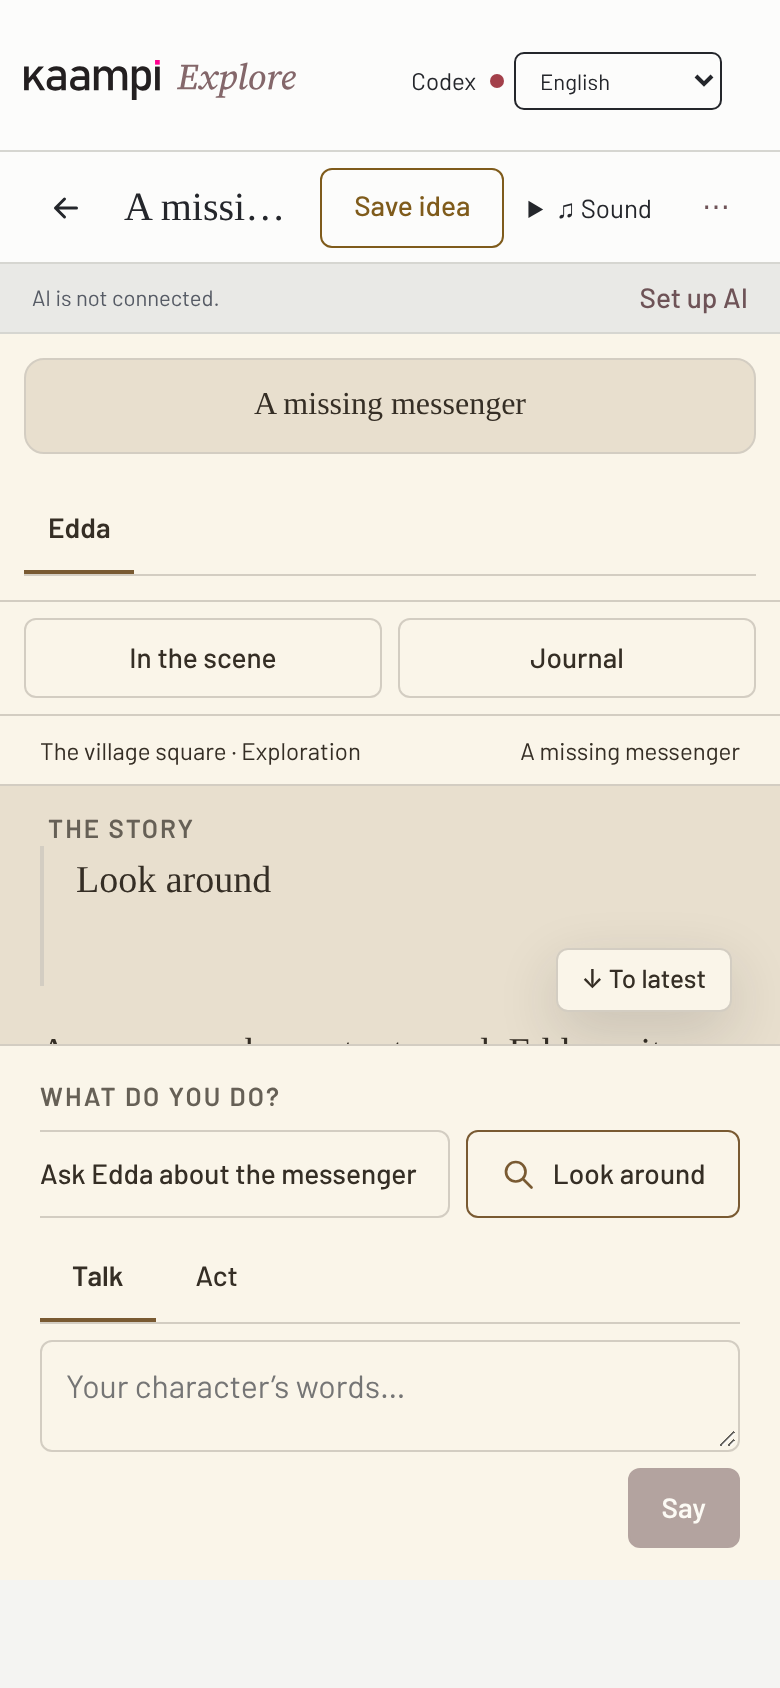 Kaampi Explore
Codex
English
← A missi... Save idea ▶ ♫ Sound ...
AI is not connected. Set up AI
A missing messenger
Edda
In the scene
Journal
The village square · Exploration
A missing messenger
THE STORY
Look around
↓ To latest
WHAT DO YOU DO?
Ask Edda about the messenger
Look around
Talk
Act
Your character’s words...
Say